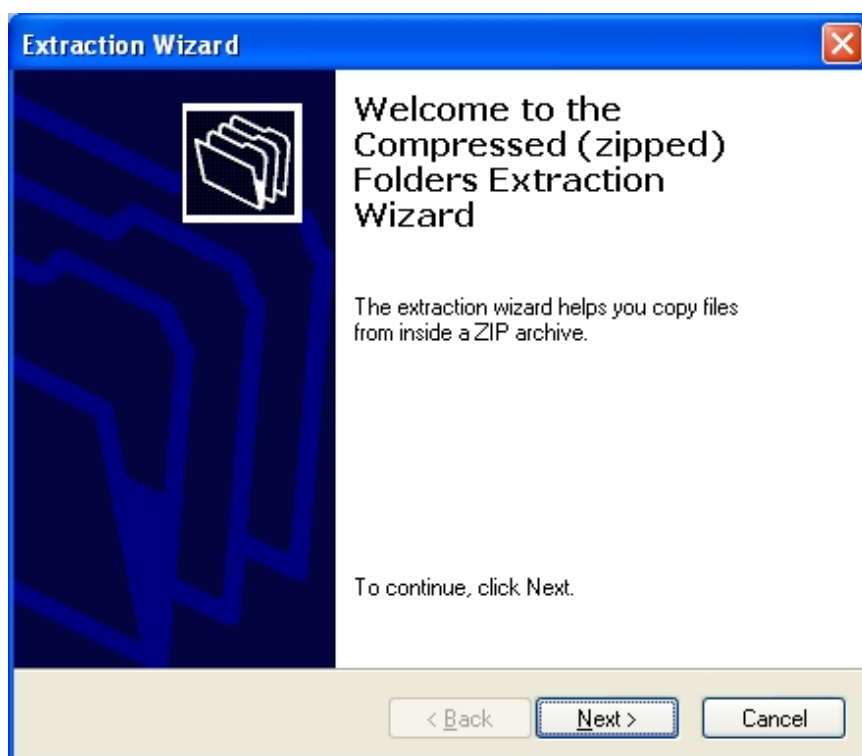 Extraction Wizard
Welcome to the
Compressed (zipped)
Folders Extraction
Wizard
The extraction wizard helps you copy files
from inside a ZIP archive.
To continue, click Next.
< Back
Next >
Cancel